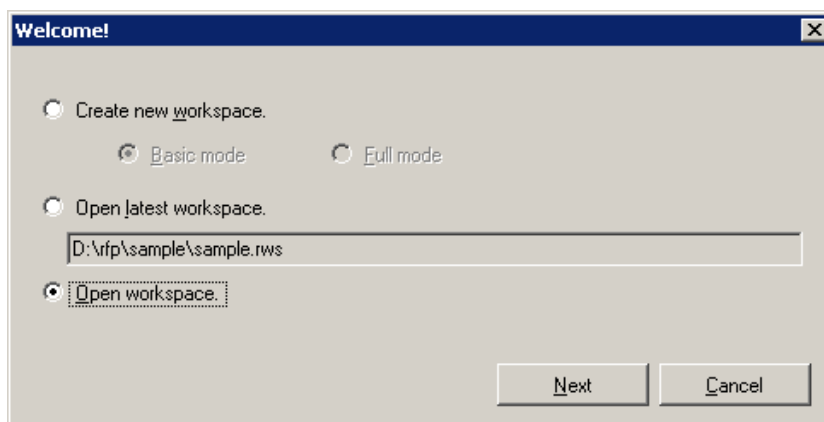 Welcome!
Create new workspace.
Basic mode Full mode
Open latest workspace.
D:\rfp\sample\sample.rws
Open workspace.
Next Cancel